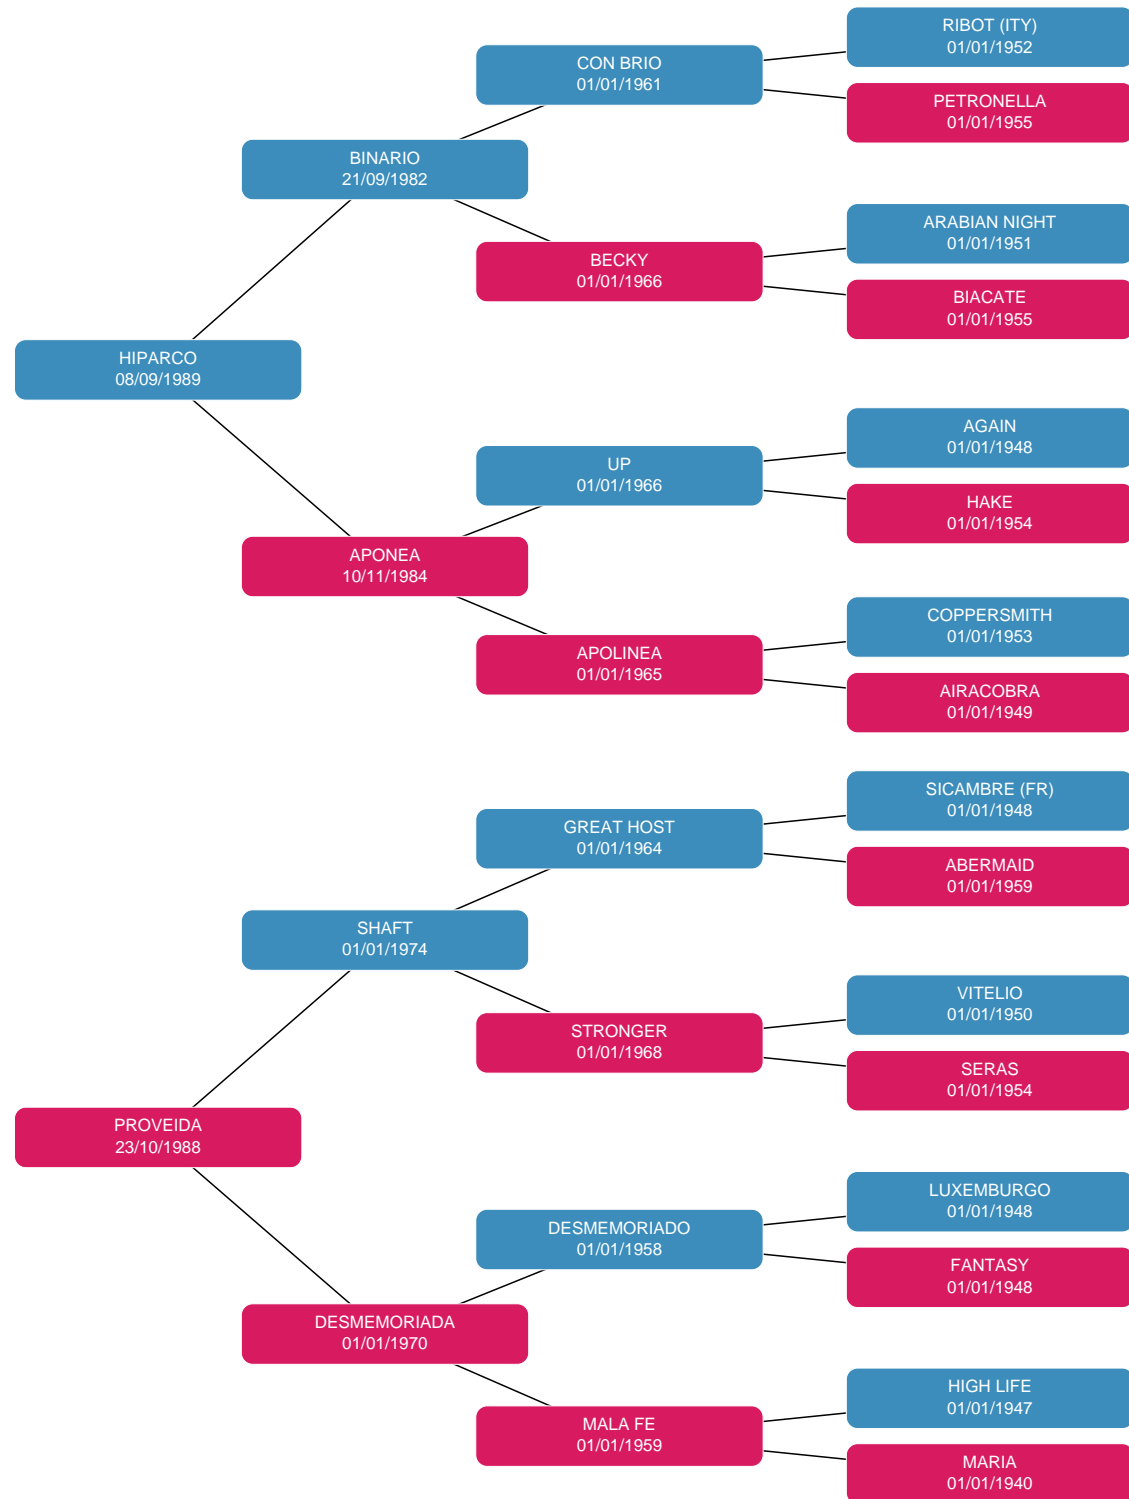 RIBOT (ITY)
01/01/1952
CON BRIO
01/01/1961
PETRONELLA
01/01/1955
BINARIO
21/09/1982
ARABIAN NIGHT
01/01/1951
BECKY
01/01/1966
BIACATE
01/01/1955
HIPARCO
08/09/1989
AGAIN
01/01/1948
UP
01/01/1966
HAKE
01/01/1954
APONEA
10/11/1984
COPPERSMITH
01/01/1953
APOLINEA
01/01/1965
AIRACOBRA
01/01/1949
SICAMBRE (FR)
01/01/1948
GREAT HOST
01/01/1964
ABERMAID
01/01/1959
SHAFT
01/01/1974
VITELIO
01/01/1950
STRONGER
01/01/1968
SERAS
01/01/1954
PROVEIDA
23/10/1988
LUXEMBURGO
01/01/1948
DESMEMORIADO
01/01/1958
FANTASY
01/01/1948
DESMEMORIADA
01/01/1970
HIGH LIFE
01/01/1947
MALA FE
01/01/1959
MARIA
01/01/1940